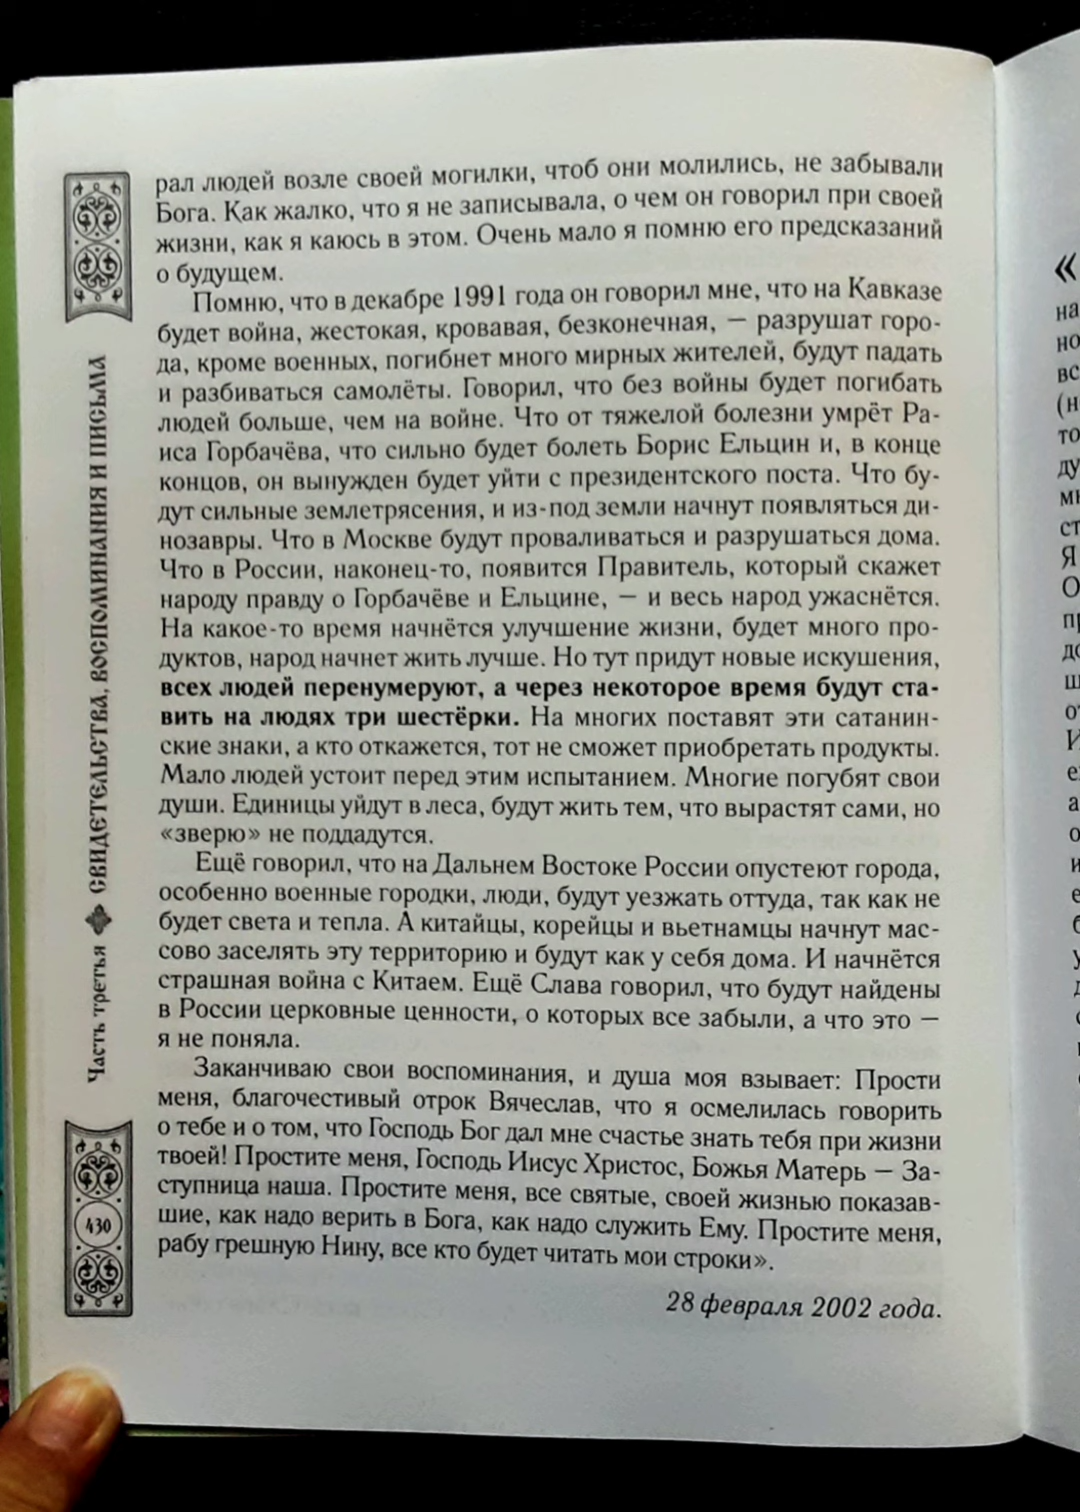 рал людей возле своей могилки, чтоб они молились, не забывали
Бога. Как жалко, что я не записывала, о чем он говорил при своей
жизни, как я каюсь в этом. Очень мало я помню его предсказаний
о будущем.
Помню, что в декабре 1991 года он говорил мне, что на Кавказе
будет война, жестокая, кровавая, безконечная, — разрушат горо-
да, кроме военных, погибнет много мирных жителей, будут падать
и разбиваться самолёты. Говорил, что без войны будет погибать
людей больше, чем на войне. Что от тяжелой болезни умрёт Ра-
иса Горбачёва, что сильно будет болеть Борис Ельцин и, в конце
концов, он вынужден будет уйти с президентского поста. Что бу-
дут сильные землетрясения, и из-под земли начнут появляться ди-
нозавры. Что в Москве будут проваливаться и разрушаться дома.
Что в России, наконец-то, появится Правитель, который скажет
народу правду о Горбачёве и Ельцине, — и весь народ ужаснётся.
На какое-то время начнётся улучшение жизни, будет много про-
дуктов, народ начнет жить лучше. Но тут придут новые искушения,
всех людей перенумеруют, а через некоторое время будут ста-
вить на людях три шестёрки. На многих поставят эти сатанин-
ские знаки, а кто откажется, тот не сможет приобретать продукты.
Мало людей устоит перед этим испытанием. Многие погубят свои
души. Единицы уйдут в леса, будут жить тем, что вырастят сами, но
«зверю» не поддадутся.
Ещё говорил, что на Дальнем Востоке России опустеют города,
особенно военные городки, люди, будут уезжать оттуда, так как не
будет света и тепла. А китайцы, корейцы и вьетнамцы начнут мас-
сово заселять эту территорию и будут как у себя дома. И начнётся
страшная война с Китаем. Ещё Слава говорил, что будут найдены
в России церковные ценности, о которых все забыли, а что это —
я не поняла.
Заканчиваю свои воспоминания, и душа моя взывает: Прости
меня, благочестивый отрок Вячеслав, что я осмелилась говорить
о тебе и о том, что Господь Бог дал мне счастье знать тебя при жизни
твоей! Простите меня, Господь Иисус Христос, Божья Матерь — За-
ступница наша. Простите меня, все святые, своей жизнью показав-
шие, как надо верить в Бога, как надо служить Ему. Простите меня,
рабу грешную Нину, все кто будет читать мои строки».
28 февраля 2002 года.
Часть третья СВИДЕТЕЛЬСТВА, ВОСПОМИНАНИЯ И ПИСЬМА
430